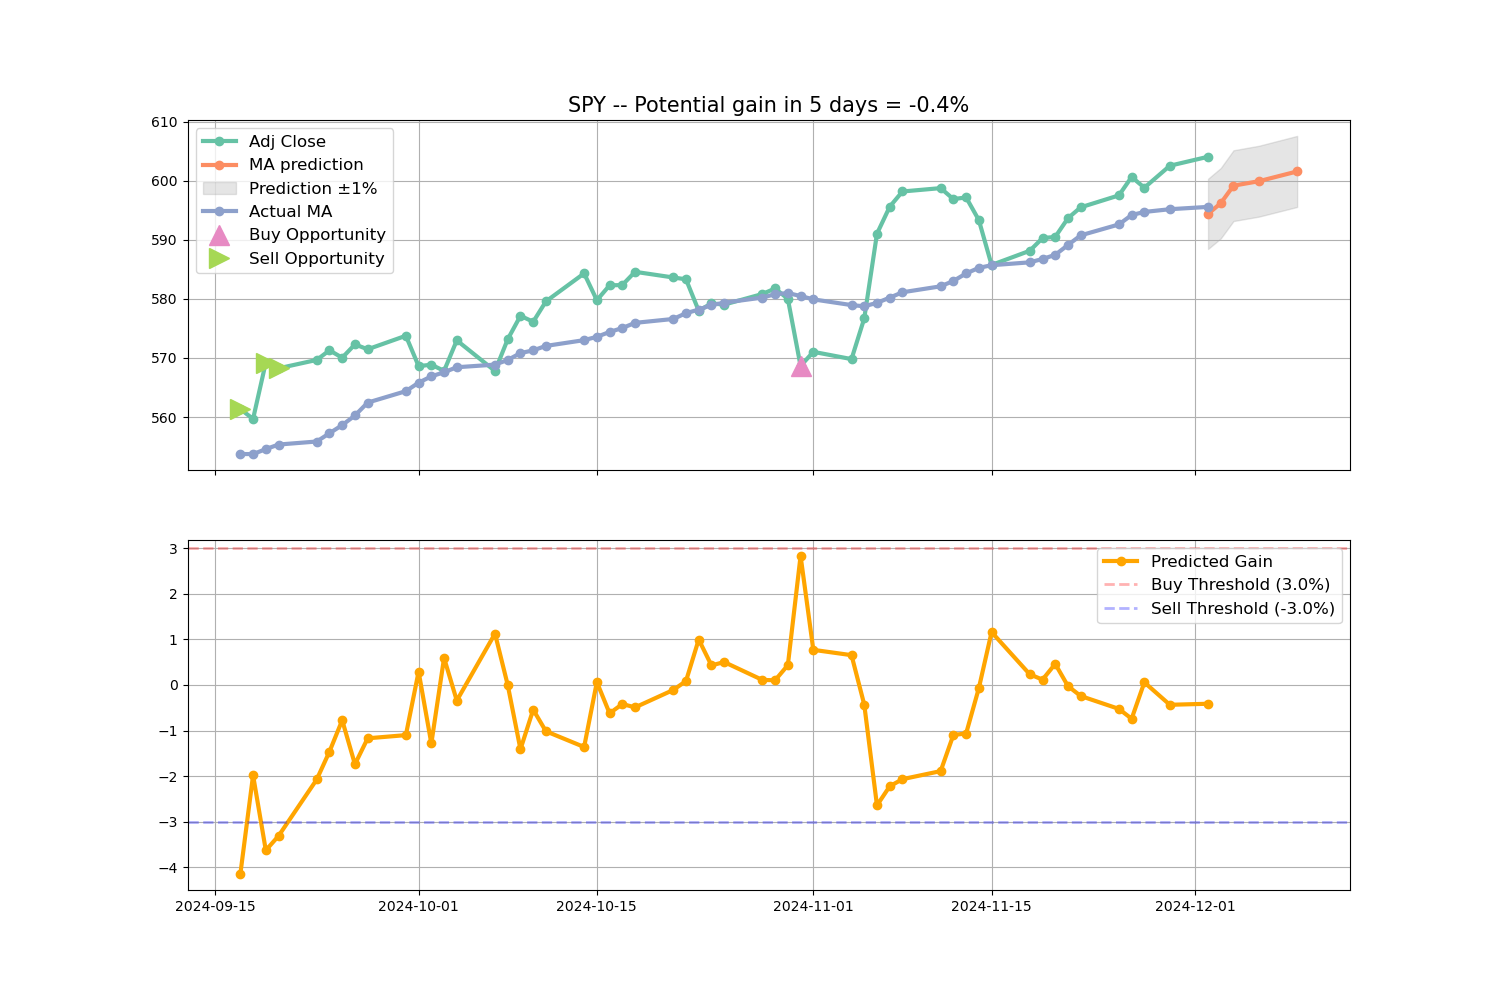 SPY -- Potential gain in 5 days = -0.4%
610
600
590
580
570
560
Adj Close
MA prediction
Prediction ±1%
Actual MA
Buy Opportunity
Sell Opportunity
3
2
1
0
−1
−2
−3
−4
Predicted Gain
Buy Threshold (3.0%)
Sell Threshold (-3.0%)
2024-09-15
2024-10-01
2024-10-15
2024-11-01
2024-11-15
2024-12-01